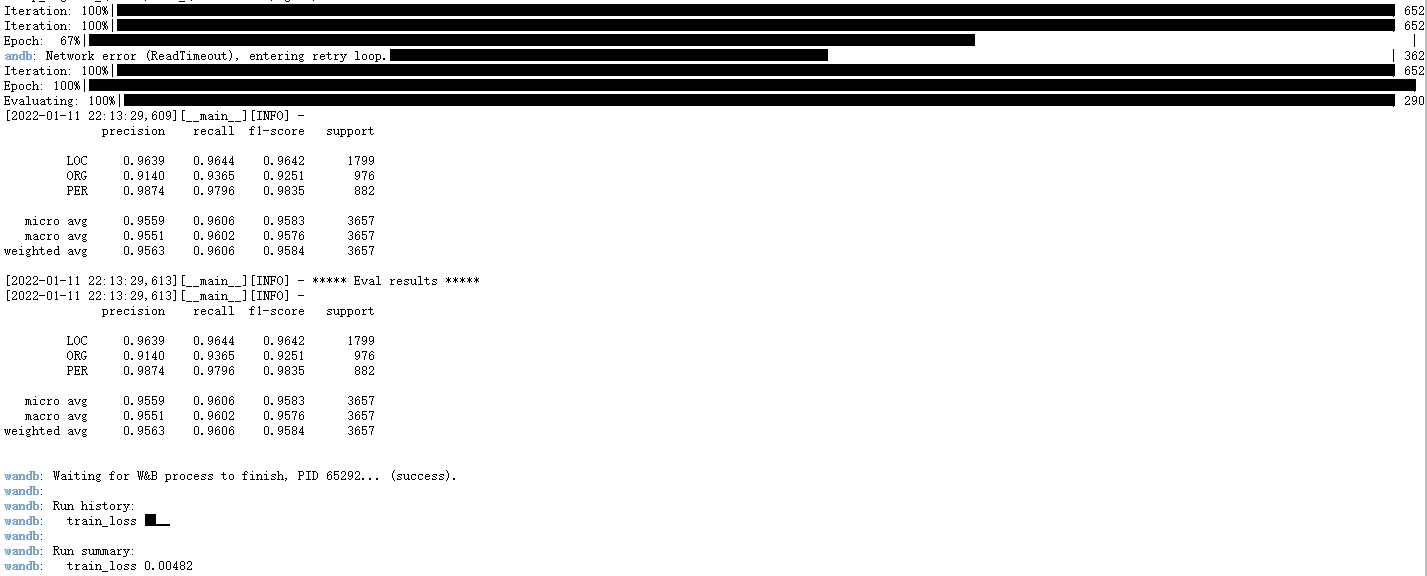 Iteration: 100%| | 652
Iteration: 100%| | 652
Epoch: 67%| |
andb: Network error (ReadTimeout), entering retry loop. | 362
Iteration: 100%| | 652
Epoch: 100%|
Evaluating: 100%| | 290
[2022-01-11 22:13:29,609][__main__][INFO] -
precision recall f1-score support
LOC 0.9639 0.9644 0.9642 1799
ORG 0.9140 0.9365 0.9251 976
PER 0.9874 0.9796 0.9835 882
micro avg 0.9559 0.9606 0.9583 3657
macro avg 0.9551 0.9602 0.9576 3657
weighted avg 0.9563 0.9606 0.9584 3657
[2022-01-11 22:13:29,613][__main__][INFO] - ***** Eval results *****
[2022-01-11 22:13:29,613][__main__][INFO] -
precision recall f1-score support
LOC 0.9639 0.9644 0.9642 1799
ORG 0.9140 0.9365 0.9251 976
PER 0.9874 0.9796 0.9835 882
micro avg 0.9559 0.9606 0.9583 3657
macro avg 0.9551 0.9602 0.9576 3657
weighted avg 0.9563 0.9606 0.9584 3657
wandb: Waiting for W&B process to finish, PID 65292... (success).
wandb:
wandb: Run history:
wandb: train_loss
wandb:
wandb: Run summary:
wandb: train_loss 0.00482